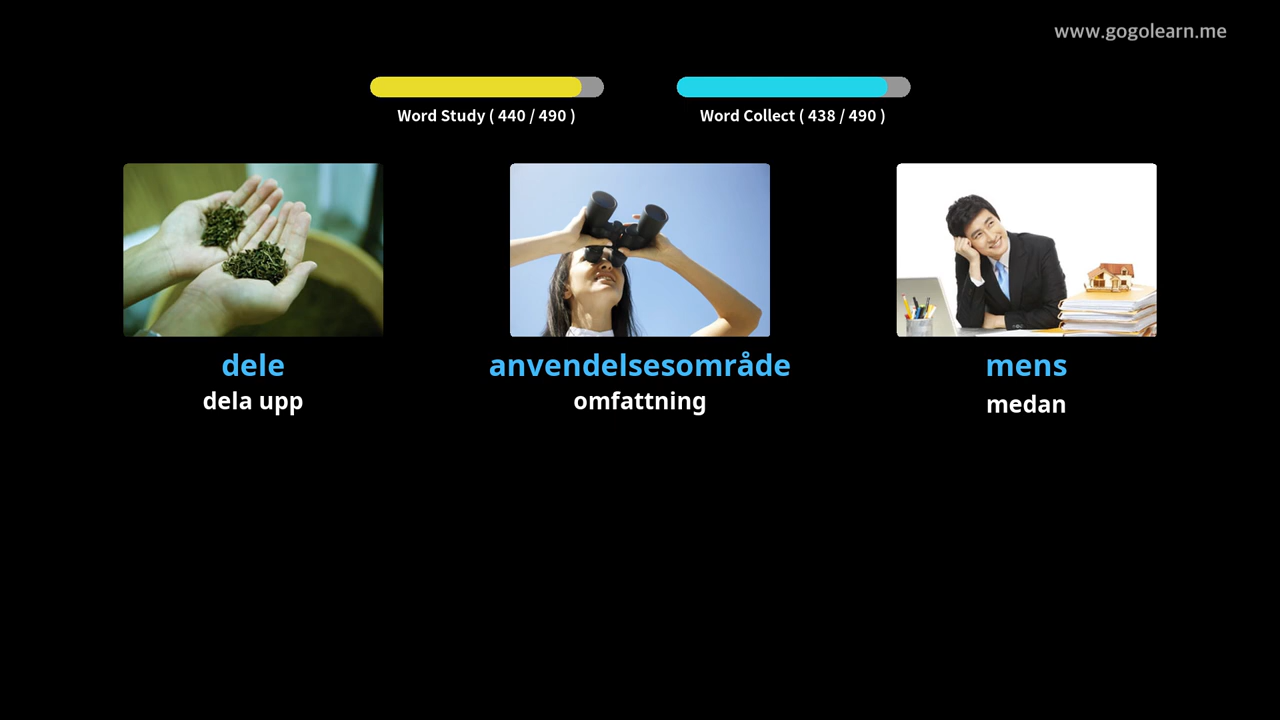 www.gogolearn.me
Word Study ( 440 / 490 )
Word Collect ( 438 / 490 )
dele
dela upp
anvendelsesområde
omfattning
mens
medan